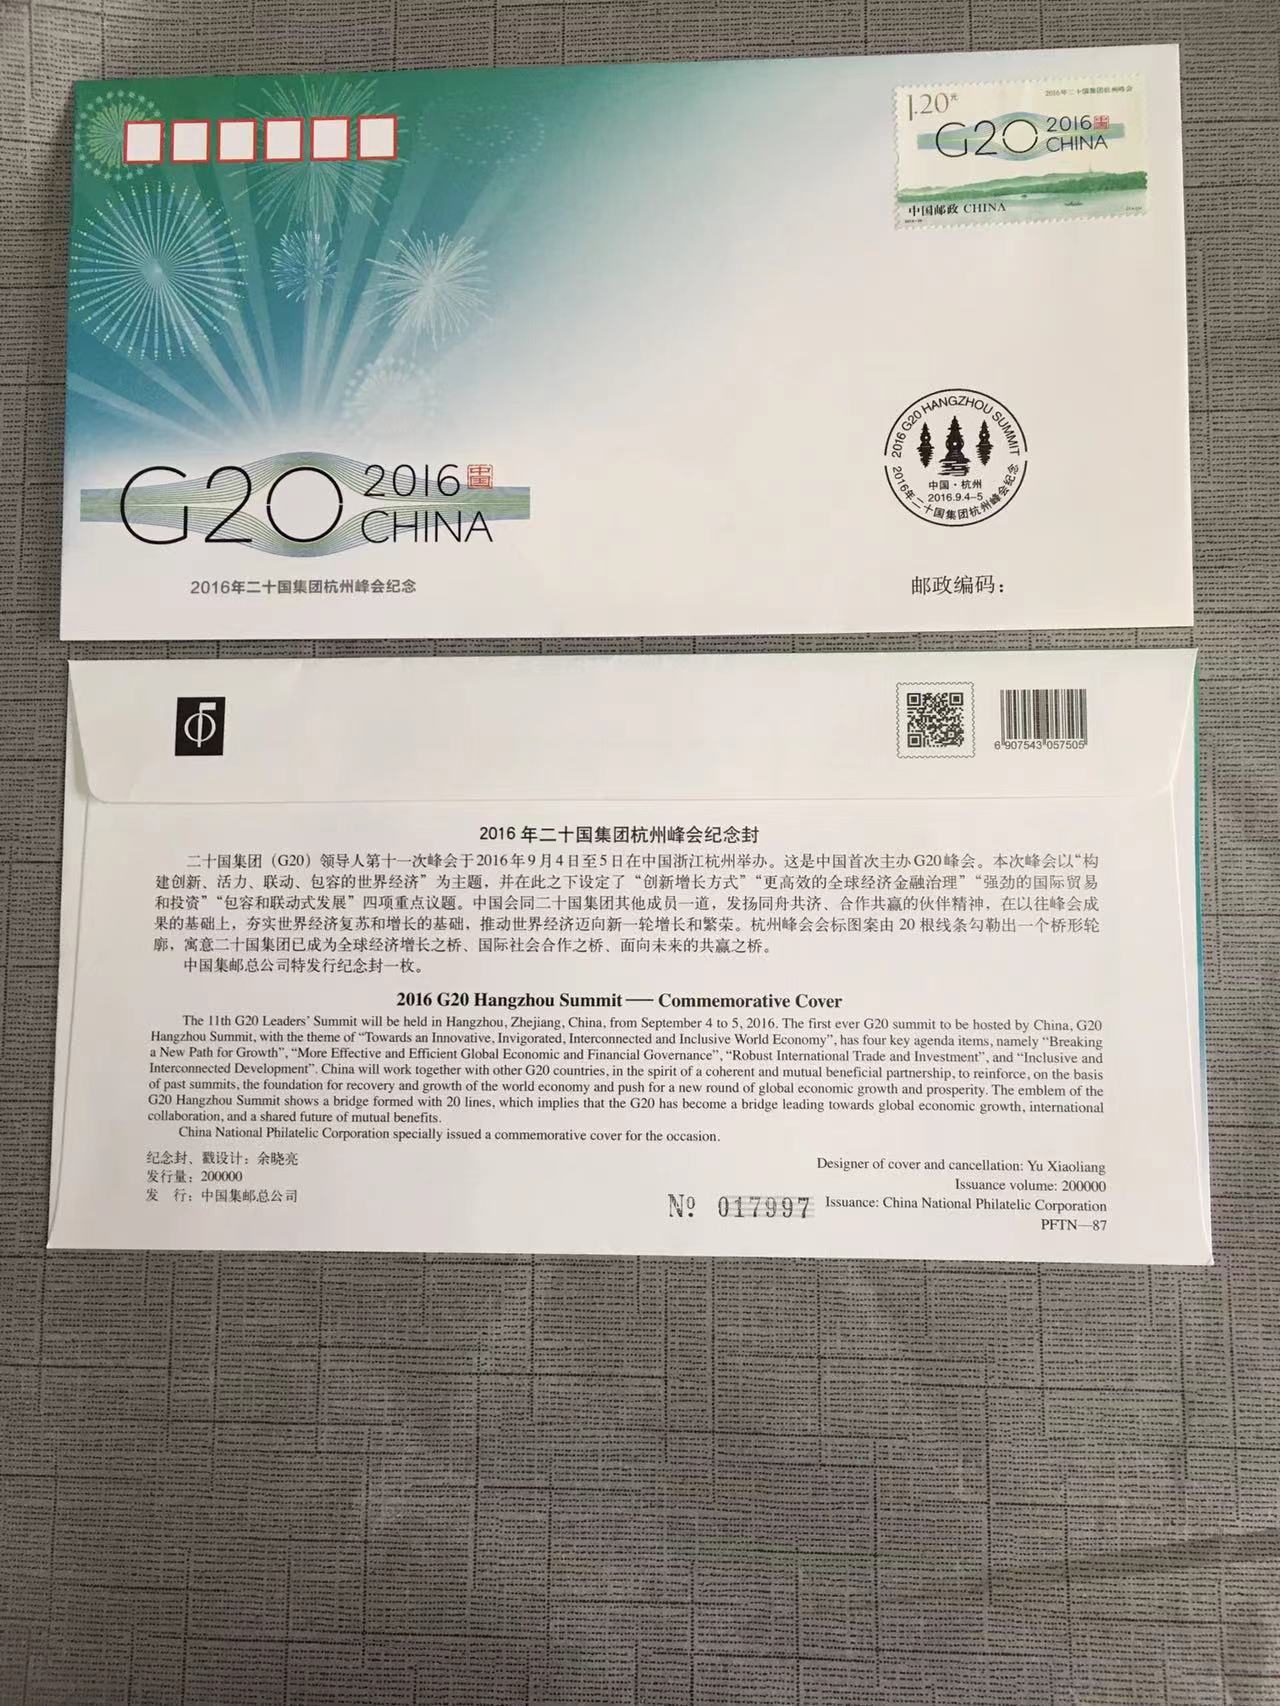 1.20元
2016年二十国集团杭州峰会
G20 2016 中国
CHINA
中国邮政 CHINA
2016 G20 HANGZHOU SUMMIT
中国·杭州
2016.9.4-5
2016年二十国集团杭州峰会纪念
G20 2016 中国
CHINA
2016年二十国集团杭州峰会纪念
邮政编码：
6 907543 057505
2016 年二十国集团杭州峰会纪念封
二十国集团（G20）领导人第十一次峰会于2016年9月4日至5日在中国浙江杭州举办。这是中国首次主办G20峰会。本次峰会以“构
建创新、活力、联动、包容的世界经济”为主题，并在此之下设定了“创新增长方式”“更高效的全球经济金融治理”“强劲的国际贸易
和投资”“包容和联动式发展”四项重点议题。中国会同二十国集团其他成员一道，发扬同舟共济、合作共赢的伙伴精神，在以往峰会成
果的基础上，夯实世界经济复苏和增长的基础，推动世界经济迈向新一轮增长和繁荣。杭州峰会会标图案由 20 根线条勾勒出一个桥形轮
廓，寓意二十国集团已成为全球经济增长之桥、国际社会合作之桥、面向未来的共赢之桥。
中国集邮总公司特发行纪念封一枚。
2016 G20 Hangzhou Summit — Commemorative Cover
The 11th G20 Leaders' Summit will be held in Hangzhou, Zhejiang, China, from September 4 to 5, 2016. The first ever G20 summit to be hosted by China, G20
Hangzhou Summit, with the theme of “Towards an Innovative, Invigorated, Interconnected and Inclusive World Economy”, has four key agenda items, namely “Breaking
a New Path for Growth”, “More Effective and Efficient Global Economic and Financial Governance”, “Robust International Trade and Investment”, and “Inclusive and
Interconnected Development”. China will work together with other G20 countries, in the spirit of a coherent and mutual beneficial partnership, to reinforce, on the basis
of past summits, the foundation for recovery and growth of the world economy and push for a new round of global economic growth and prosperity. The emblem of the
G20 Hangzhou Summit shows a bridge formed with 20 lines, which implies that the G20 has become a bridge leading towards global economic growth, international
collaboration, and a shared future of mutual benefits.
China National Philatelic Corporation specially issued a commemorative cover for the occasion.
纪念封、戳设计：余晓亮
发行量：200000
发 行：中国集邮总公司
Nº 017997
Designer of cover and cancellation: Yu Xiaoliang
Issuance volume: 200000
Issuance: China National Philatelic Corporation
PFTN—87